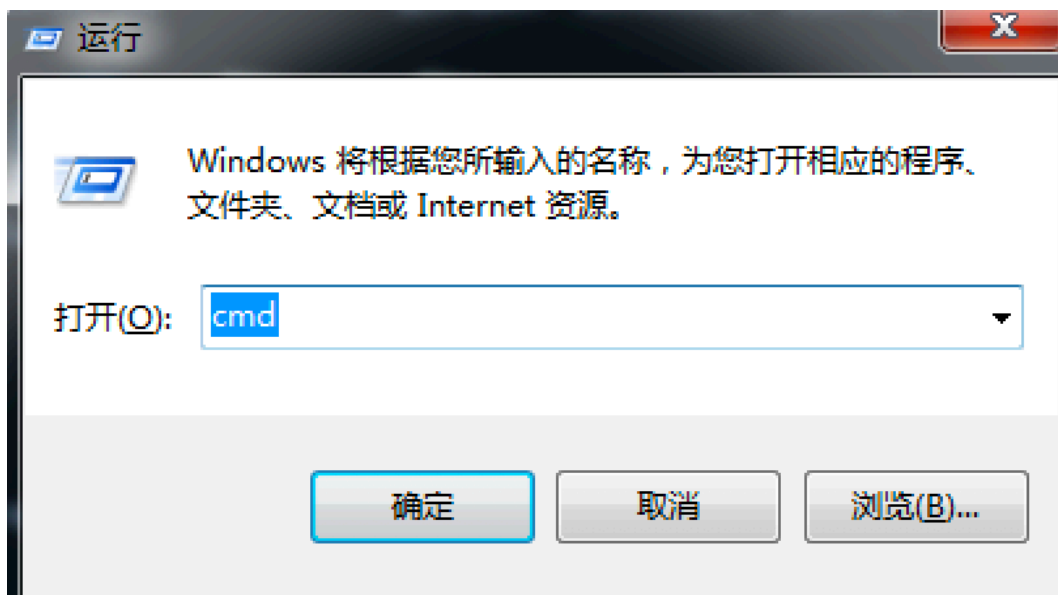 运行
Windows 将根据您所输入的名称，为您打开相应的程序、
文件夹、文档或 Internet 资源。
打开(O): cmd
确定 取消 浏览(B)...